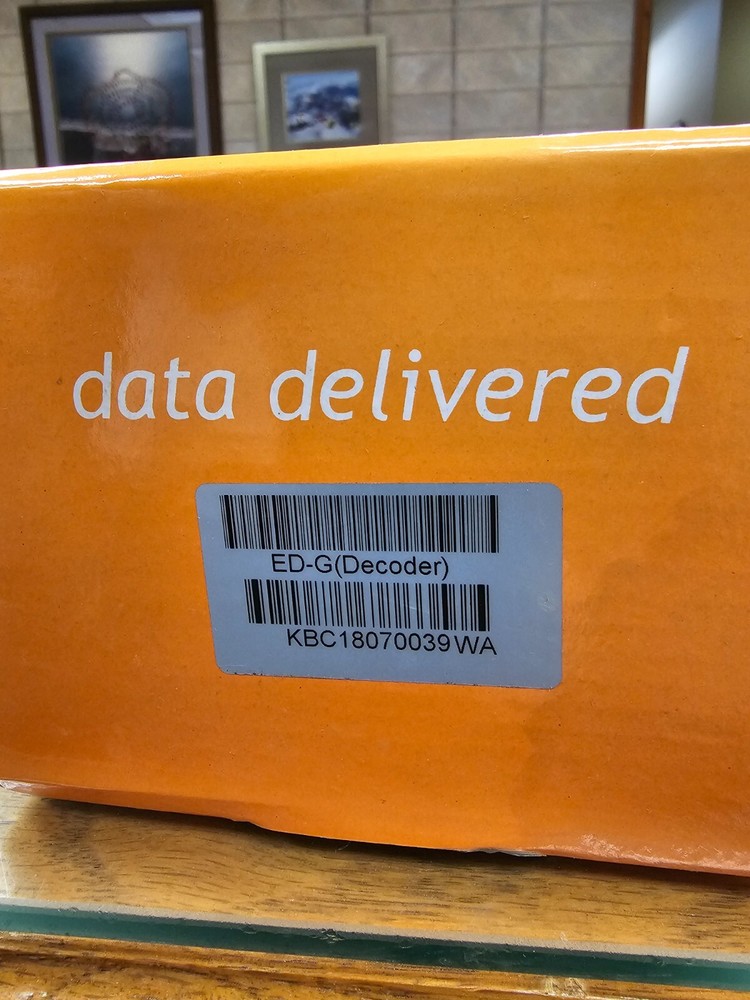 data delivered
ED-G(Decoder)
KBC18070039WA